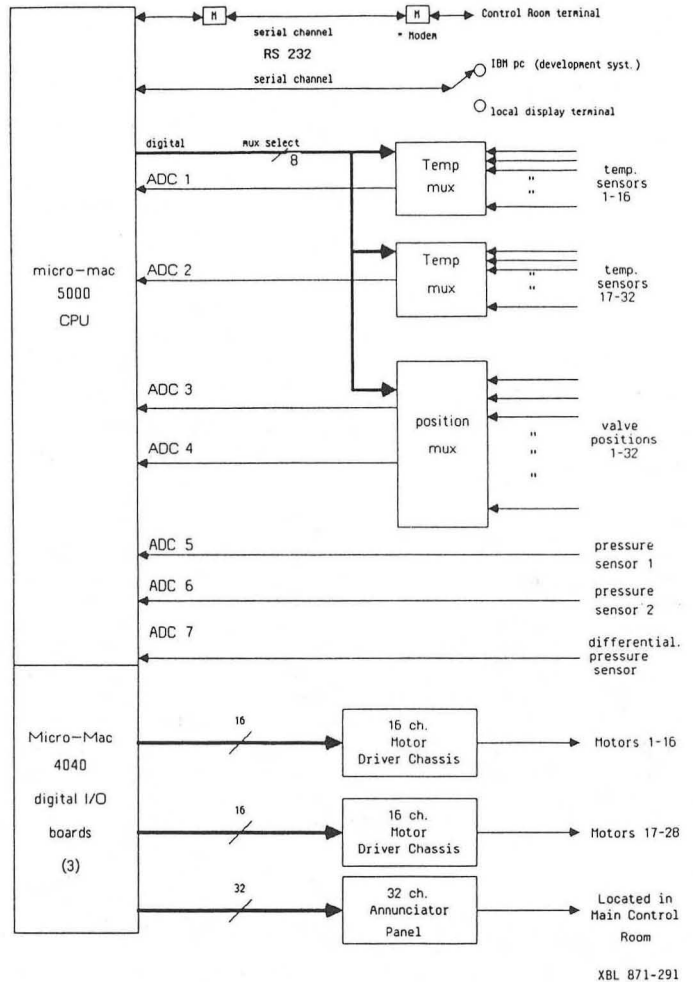 M
M
Control Room terminal
serial channel
* Modem
RS 232
serial channel
IBM pc (development syst.)
local display terminal
digital
mux select
8
ADC 1
Temp
mux
"
"
temp.
sensors
1-16
micro-mac
5000
CPU
ADC 2
Temp
mux
"
"
temp.
sensors
17-32
ADC 3
ADC 4
position
mux
"
"
"
valve
positions
1-32
ADC 5
pressure
sensor 1
ADC 6
pressure
sensor 2
ADC 7
differential.
pressure
sensor
Micro-Mac
4040
digital I/O
boards
(3)
16
16 ch.
Motor
Driver Chassis
Motors 1-16
16
16 ch.
Motor
Driver Chassis
Motors 17-28
32
32 ch.
Annunciator
Panel
Located in
Main Control
Room
XBL 871-291